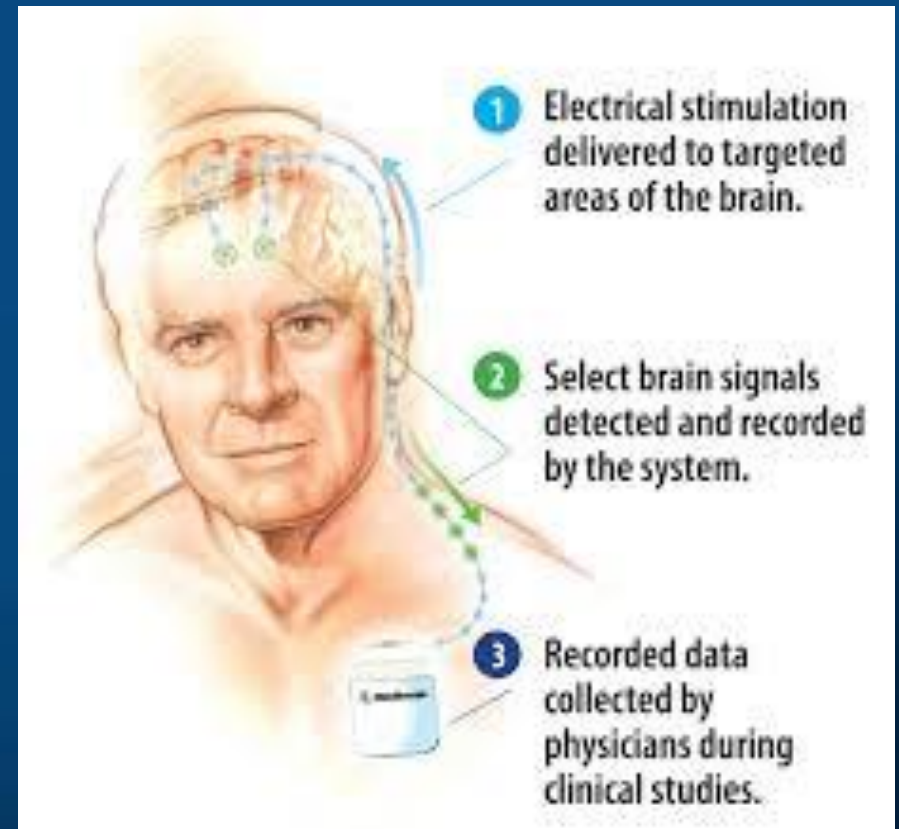 1 Electrical stimulation
delivered to targeted
areas of the brain.
2 Select brain signals
detected and recorded
by the system.
3 Recorded data
collected by
physicians during
clinical studies.